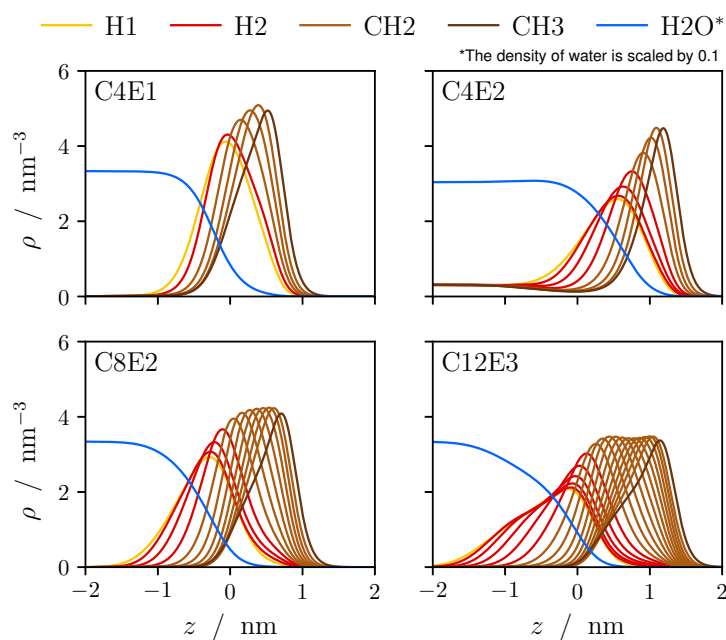 H1 H2 CH2 CH3 H2O*
*The density of water is scaled by 0.1
6 C4E1 C4E2
4
2
0
ρ / nm⁻³
6 C8E2 C12E3
4
2
0
ρ / nm⁻³
−2 −1 0 1 2 −2 −1 0 1 2
z / nm z / nm